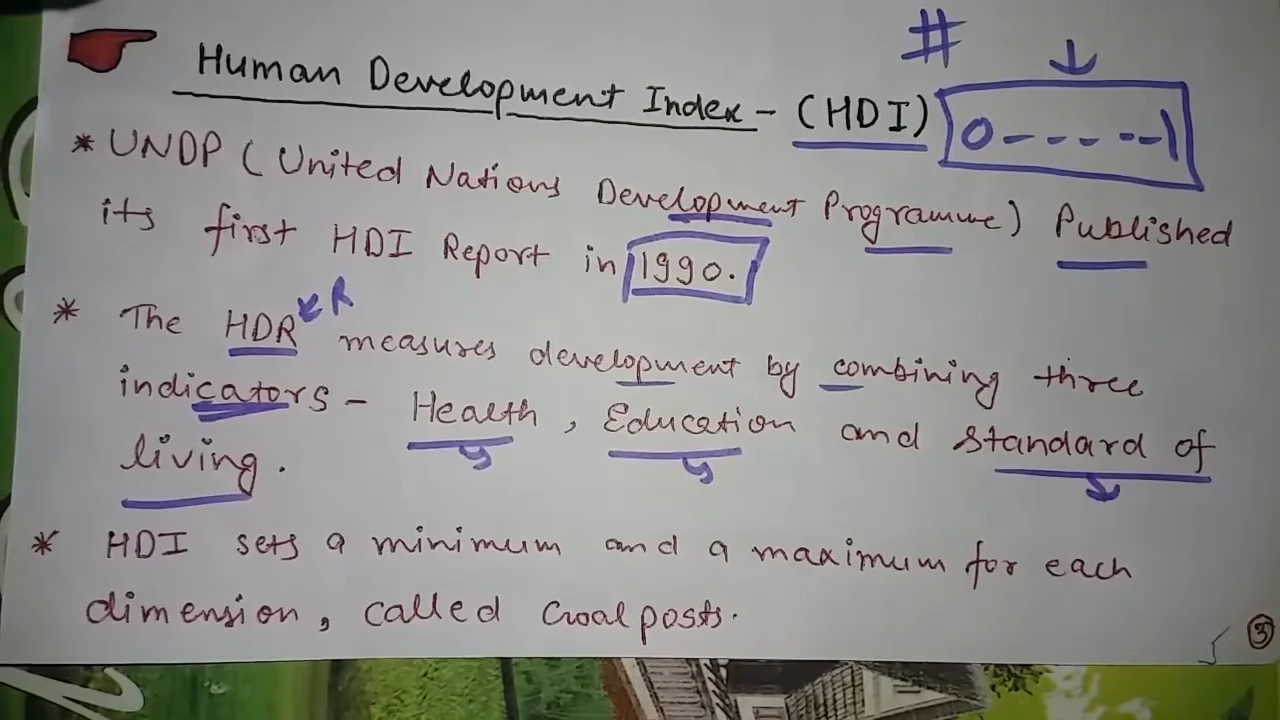 Human Development Index - (HDI) # 0-----1
* UNDP (United Nations Development Programme) Published
its first HDI Report in 1990.
* The HDR R measures development by combining three
indicators - Health, Education and standard of
living.
* HDI sets a minimum and a maximum for each
dimension, called Goalposts.
3